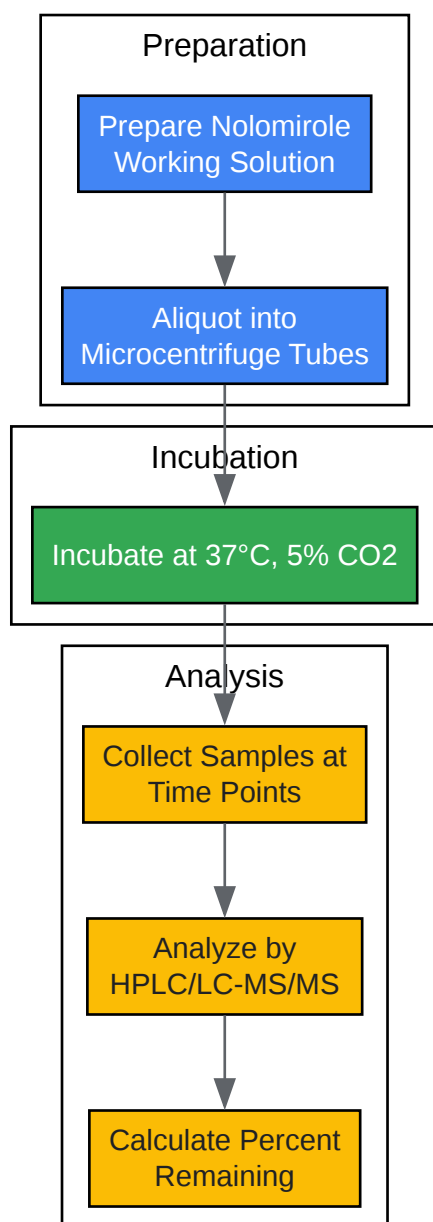 Preparation
Prepare Nolomirole
Working Solution
Aliquot into
Microcentrifuge Tubes
Incubation
Incubate at 37°C, 5% CO2
Analysis
Collect Samples at
Time Points
Analyze by
HPLC/LC-MS/MS
Calculate Percent
Remaining